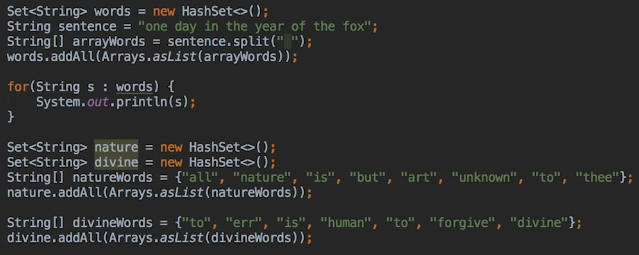 Set<String> words = new HashSet<>();
String sentence = "one day in the year of the fox";
String[] arrayWords = sentence.split(" ");
words.addAll(Arrays.asList(arrayWords));
for(String s : words) {
System.out.println(s);
}
Set<String> nature = new HashSet<>();
Set<String> divine = new HashSet<>();
String[] natureWords = {"all", "nature", "is", "but", "art", "unknown", "to", "thee"};
nature.addAll(Arrays.asList(natureWords));
String[] divineWords = {"to", "err", "is", "human", "to", "forgive", "divine"};
divine.addAll(Arrays.asList(divineWords));